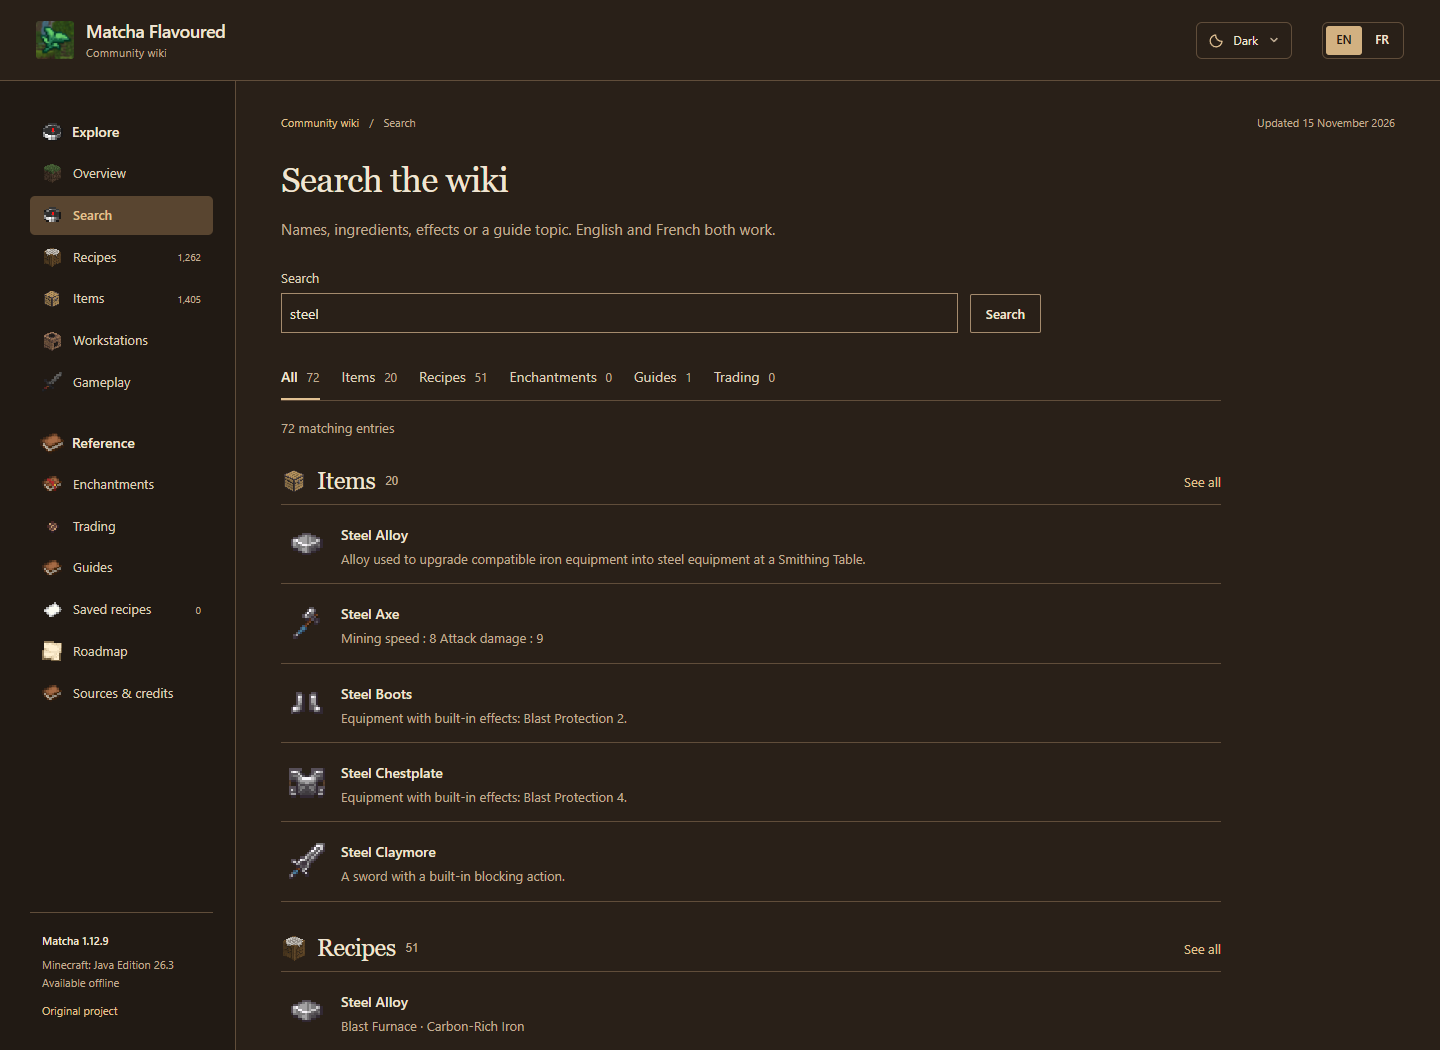 Matcha Flavoured
Community wiki
Dark
EN
FR
Explore
Overview
Search
Recipes 1,262
Items 1,405
Workstations
Gameplay
Reference
Enchantments
Trading
Guides
Saved recipes 0
Roadmap
Sources & credits
Matcha 1.12.9
Minecraft: Java Edition 26.3
Available offline
Original project
Community wiki / Search
Updated 15 November 2026
Search the wiki
Names, ingredients, effects or a guide topic. English and French both work.
Search
steel
Search
All 72 Items 20 Recipes 51 Enchantments 0 Guides 1 Trading 0
72 matching entries
Items 20
See all
Steel Alloy
Alloy used to upgrade compatible iron equipment into steel equipment at a Smithing Table.
Steel Axe
Mining speed : 8 Attack damage : 9
Steel Boots
Equipment with built-in effects: Blast Protection 2.
Steel Chestplate
Equipment with built-in effects: Blast Protection 4.
Steel Claymore
A sword with a built-in blocking action.
Recipes 51
See all
Steel Alloy
Blast Furnace · Carbon-Rich Iron